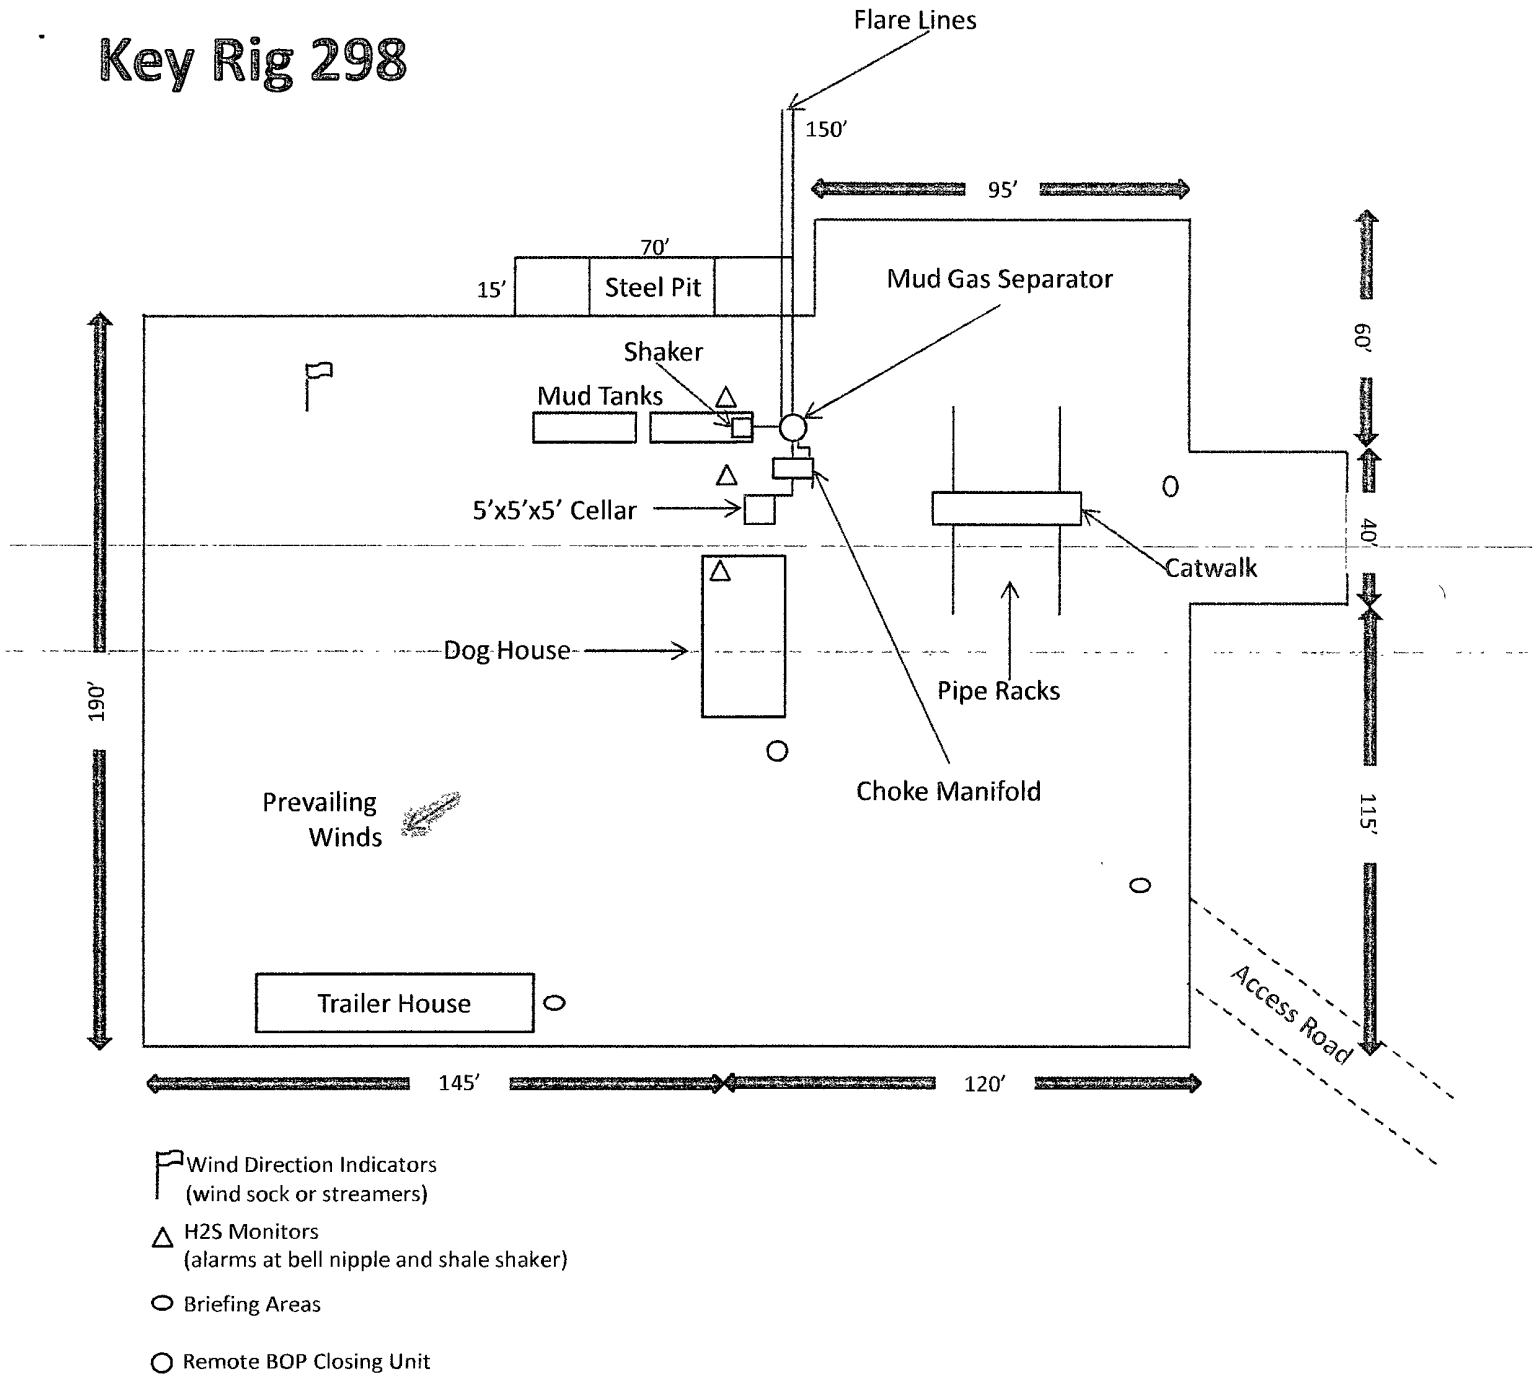 Flare Lines
Key Rig 298
150'
95'
70'
15'
Steel Pit
Mud Gas Separator
60'
Shaker
Mud Tanks
5'x5'x5' Cellar
40'
Catwalk
Dog House
Pipe Racks
190'
Choke Manifold
Prevailing
Winds
115'
Trailer House
Access Road
145'
120'
Wind Direction Indicators
(wind sock or streamers)
H2S Monitors
(alarms at bell nipple and shale shaker)
Briefing Areas
Remote BOP Closing Unit